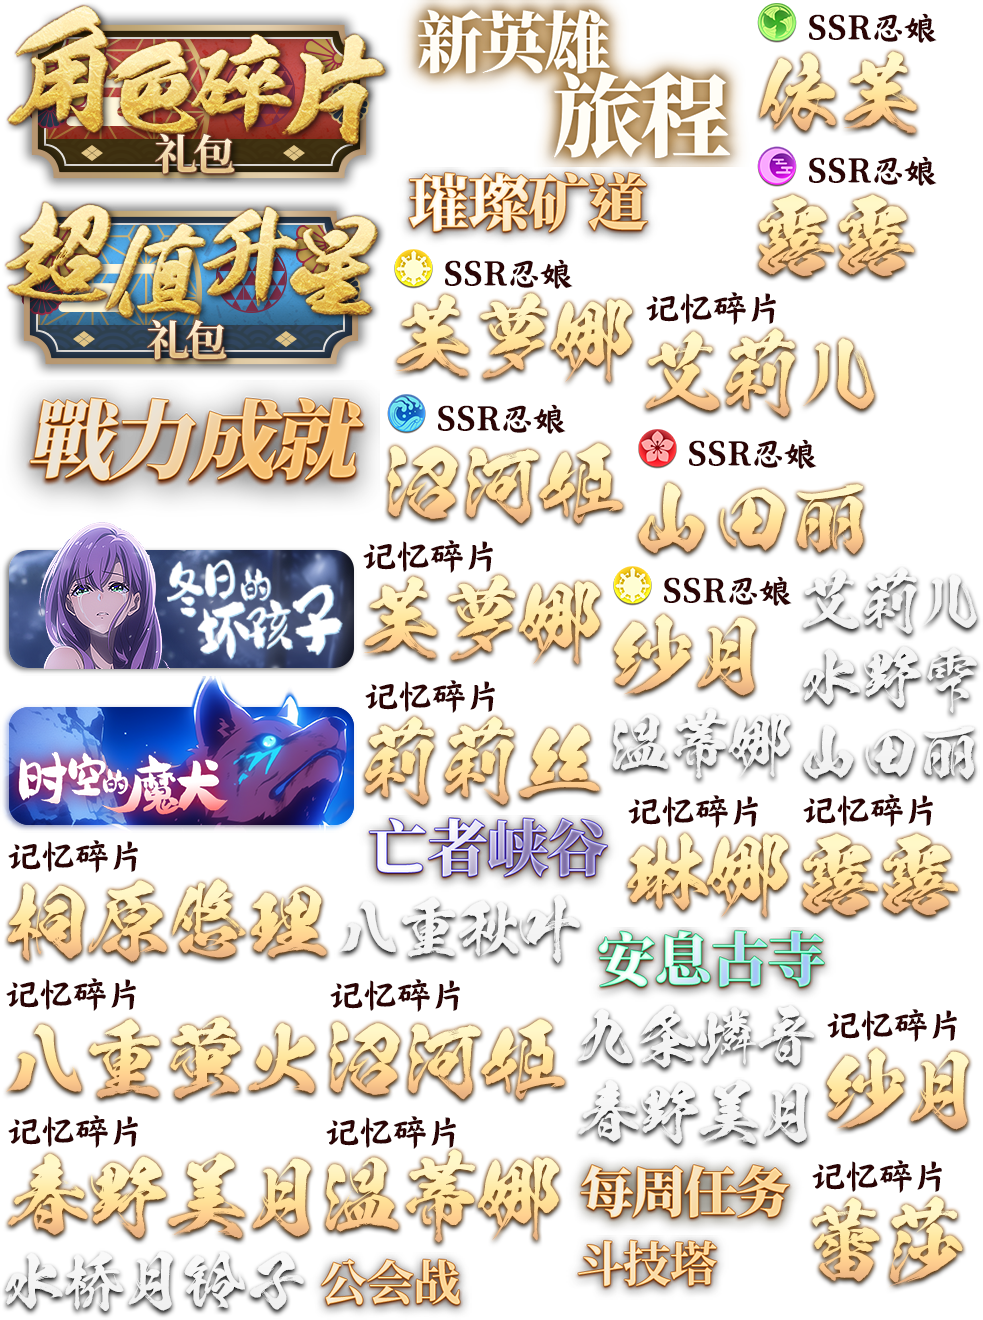 角色碎片
礼包
超值升星
礼包
戰力成就
冬日的
坏孩子
时空的魔犬
新英雄
旅程
璀璨矿道
SSR忍娘
依芙
SSR忍娘
露露
SSR忍娘
芙萝娜
记忆碎片
艾莉儿
SSR忍娘
沼河姬
SSR忍娘
山田丽
记忆碎片
芙萝娜
SSR忍娘
纱月
艾莉儿
水野雫
山田丽
温蒂娜
记忆碎片
莉莉丝
亡者峡谷
记忆碎片
琳娜
记忆碎片
露露
记忆碎片
桐原悠理
八重秋叶
安息古寺
记忆碎片
八重萤火
记忆碎片
沼河姬
九条燐音
春野美月
记忆碎片
纱月
记忆碎片
春野美月
记忆碎片
温蒂娜
每周任务
斗技塔
记忆碎片
蕾莎
水桥月铃子
公会战